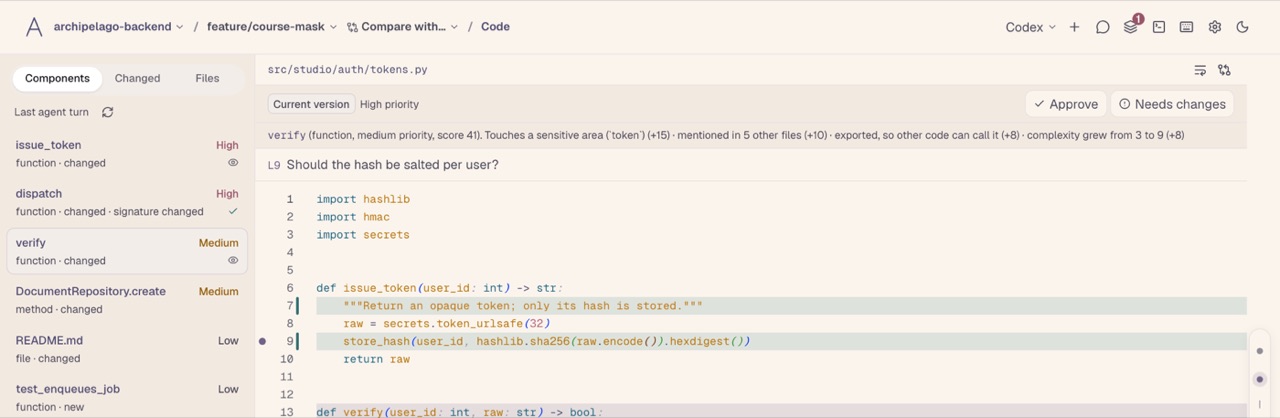 archipelago-backend / feature/course-mask Compare with... / Code Codex 1
Components Changed Files
Last agent turn
issue_token High
function · changed
dispatch High
function · changed · signature changed
verify Medium
function · changed
DocumentRepository.create Medium
method · changed
README.md Low
file · changed
test_enqueues_job Low
function · new
src/studio/auth/tokens.py
Current version High priority Approve Needs changes
verify (function, medium priority, score 41). Touches a sensitive area (`token`) (+15) · mentioned in 5 other files (+10) · exported, so other code can call it (+8) · complexity grew from 3 to 9 (+8)
L9 Should the hash be salted per user?
1 import hashlib
2 import hmac
3 import secrets
4
5
6 def issue_token(user_id: int) -> str:
7 """Return an opaque token; only its hash is stored."""
8 raw = secrets.token_urlsafe(32)
9 store_hash(user_id, hashlib.sha256(raw.encode()).hexdigest())
10 return raw
11
12
13 def verify(user_id: int, raw: str) -> bool: